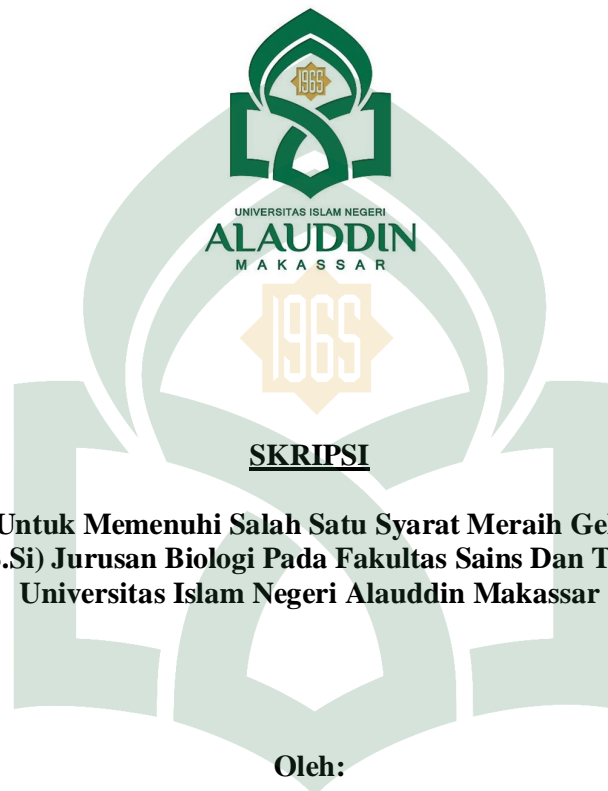 1965
UNIVERSITAS ISLAM NEGERI
ALAUDDIN
MAKASSAR
1965
SKRIPSI
Untuk Memenuhi Salah Satu Syarat Meraih Gel
.Si) Jurusan Biologi Pada Fakultas Sains Dan T
Universitas Islam Negeri Alauddin Makassar
Oleh: